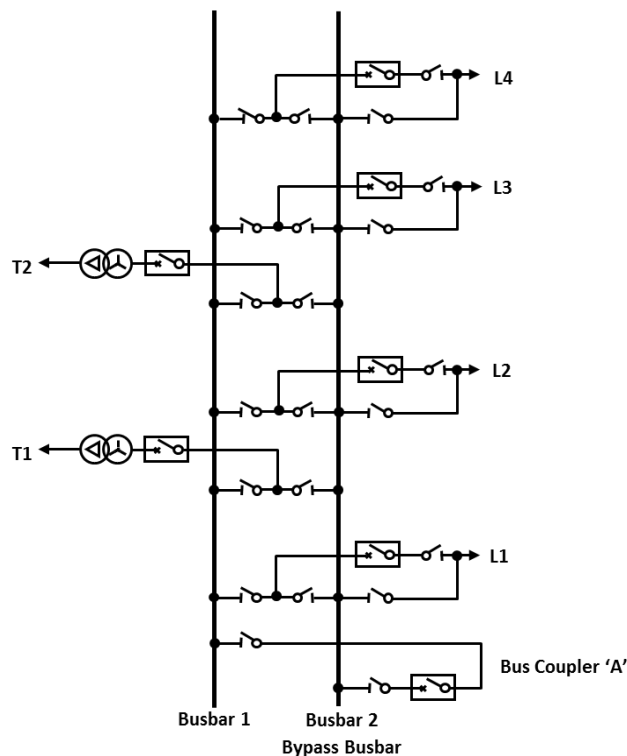 L4
L3
T2
L2
T1
L1
Bus Coupler ‘A’
Busbar 1
Busbar 2
Bypass Busbar